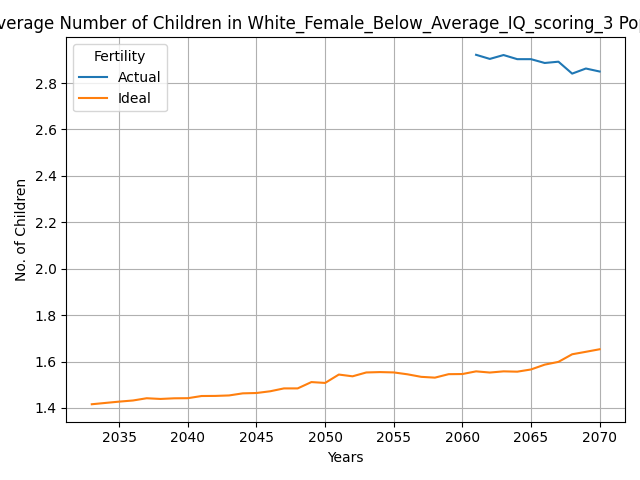 verage Number of Children in White_Female_Below_Average_IQ_scoring_3 Pop
Fertility
Actual
Ideal
No. of Children
2.8
2.6
2.4
2.2
2.0
1.8
1.6
1.4
2035 2040 2045 2050 2055 2060 2065 2070
Years